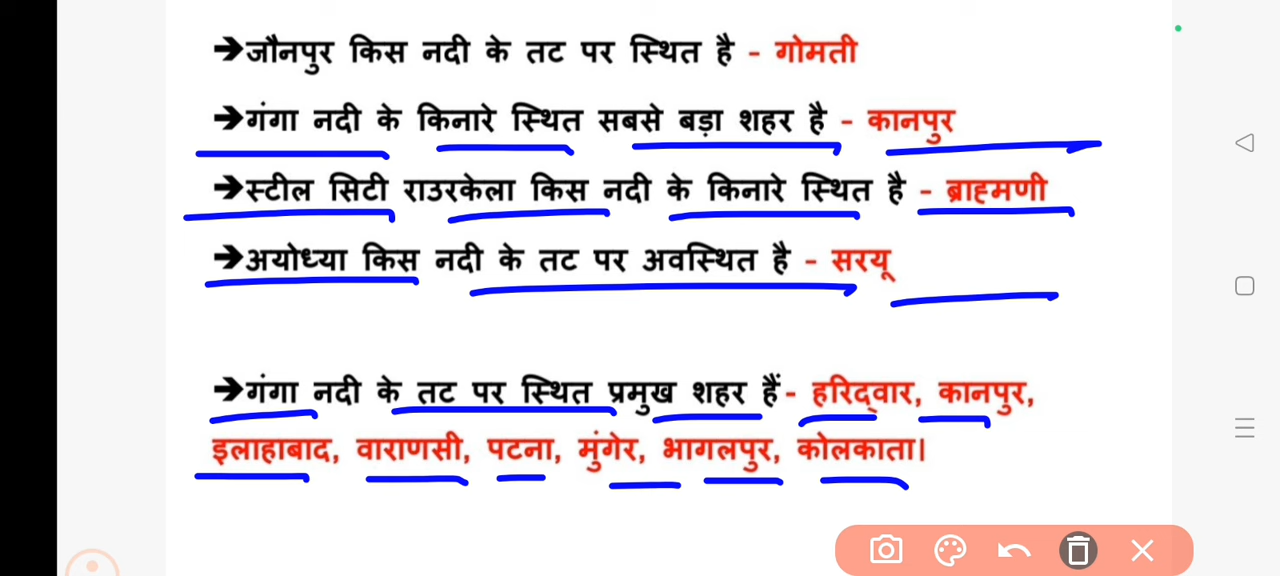 ➔जौनपुर किस नदी के तट पर स्थित है - गोमती
➔गंगा नदी के किनारे स्थित सबसे बड़ा शहर है - कानपुर
➔स्टील सिटी राउरकेला किस नदी के किनारे स्थित है - ब्राह्मणी
➔अयोध्या किस नदी के तट पर अवस्थित है - सरयू
➔गंगा नदी के तट पर स्थित प्रमुख शहर हैं- हरिद्वार, कानपुर,
इलाहाबाद, वाराणसी, पटना, मुंगेर, भागलपुर, कोलकाता।